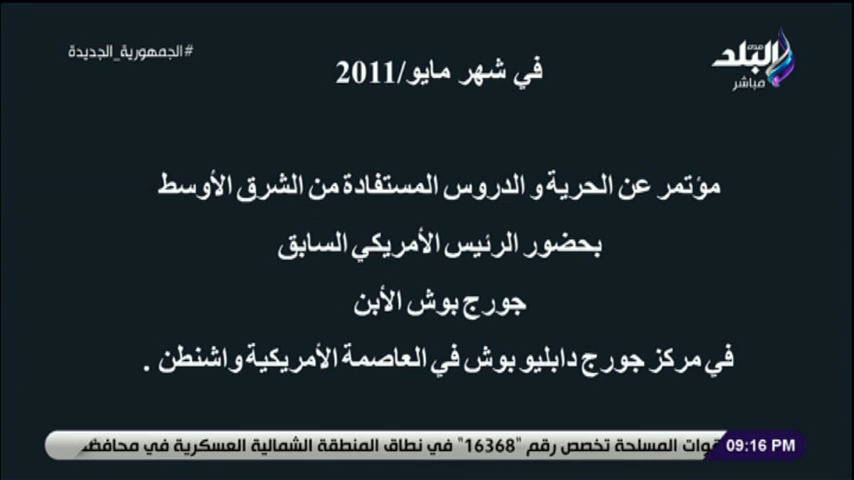 #الجمهورية_الجديدة
صدى
البلد
مباشر
في شهر مايو/2011
مؤتمر عن الحرية و الدروس المستفادة من الشرق الأوسط
بحضور الرئيس الأمريكي السابق
جورج بوش الأبن
في مركز جورج دابليو بوش في العاصمة الأمريكية واشنطن .
المسلحة تخصص رقم "16368" في نطاق المنطقة الشمالية العسكرية في
09:16 PM